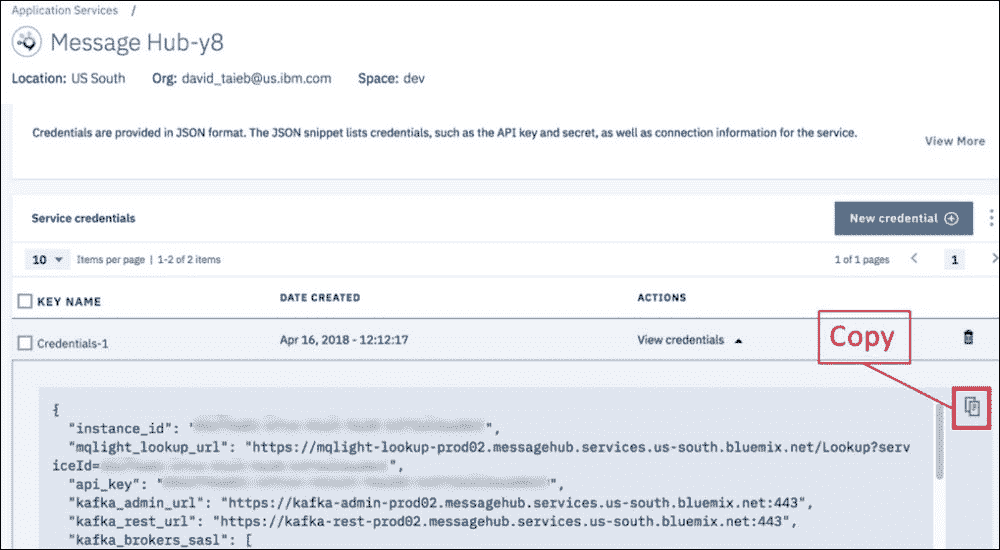 Application Services /
Message Hub-y8
Location: US South Org: david_taieb@us.ibm.com Space: dev
Credentials are provided in JSON format. The JSON snippet lists credentials, such as the API key and secret, as well as connection information for the service.
View More
Service credentials
New credential
10 Items per page | 1-2 of 2 items 1 of 1 pages < 1 >
KEY NAME DATE CREATED ACTIONS
Credentials-1 Apr 16, 2018 - 12:12:17 View credentials
Copy
{
"instance_id": "",
"mqlight_lookup_url": "https://mqlight-lookup-prod02.messagehub.services.us-south.bluemix.net/Lookup?serv
iceId=",
"api_key": "",
"kafka_admin_url": "https://kafka-admin-prod02.messagehub.services.us-south.bluemix.net:443",
"kafka_rest_url": "https://kafka-rest-prod02.messagehub.services.us-south.bluemix.net:443",
"kafka_brokers_sasl": [